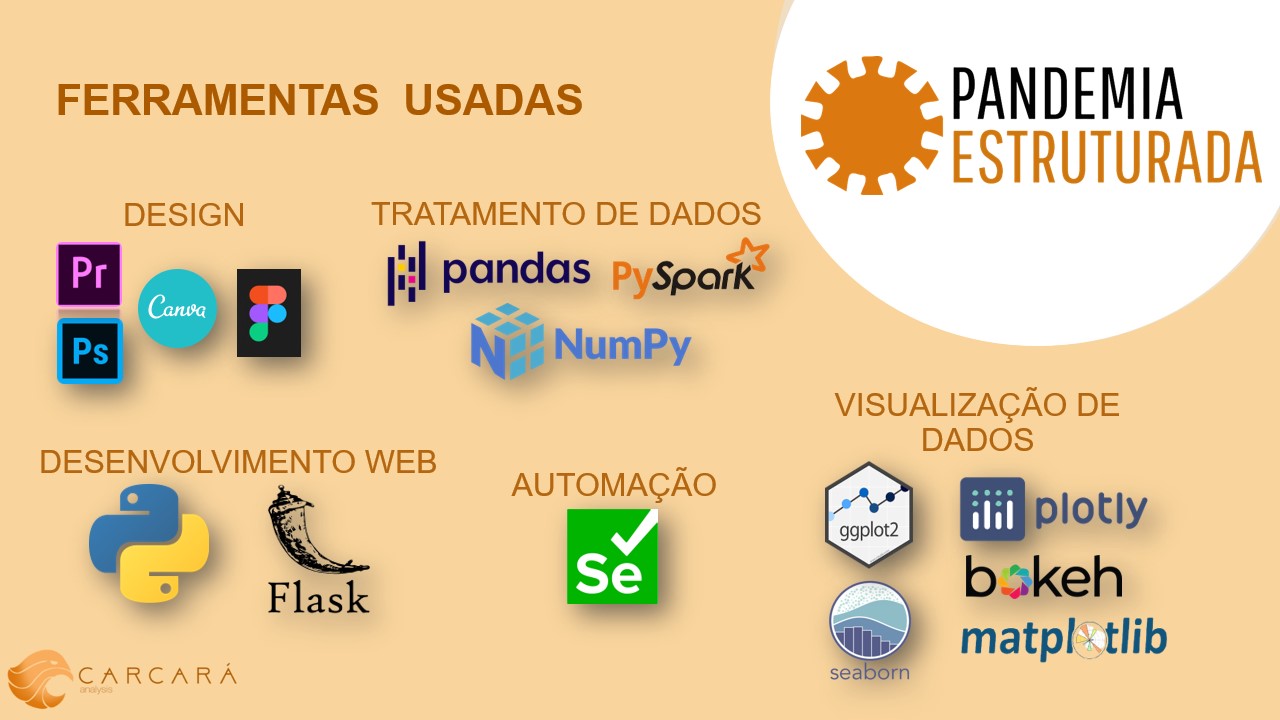 FERRAMENTAS USADAS
PANDEMIA
ESTRUTURADA
DESIGN
Pr
Canva
Ps
TRATAMENTO DE DADOS
pandas
PySpark
NumPy
DESENVOLVIMENTO WEB
Flask
AUTOMAÇÃO
Se
VISUALIZAÇÃO DE
DADOS
ggplot2
plotly
bokeh
seaborn
matplotlib
CARCARÁ
analysis